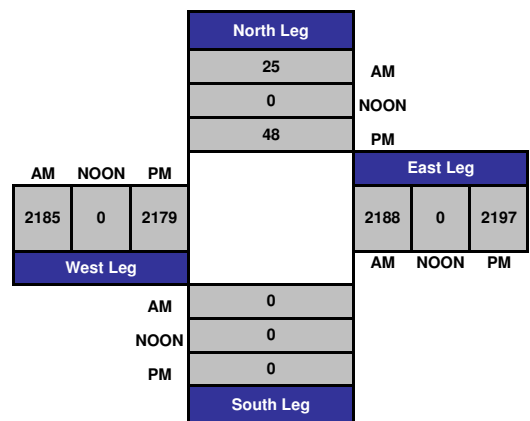 North Leg
25 AM
0 NOON
48 PM
AM NOON PM
East Leg
2185 0 2179
2188 0 2197
West Leg
AM NOON PM
AM 0
NOON 0
PM 0
South Leg